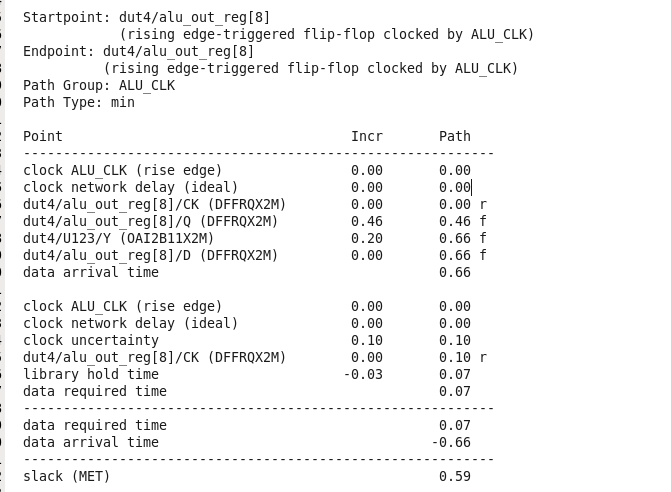 Startpoint: dut4/alu_out_reg[8]
            (rising edge-triggered flip-flop clocked by ALU_CLK)
Endpoint: dut4/alu_out_reg[8]
          (rising edge-triggered flip-flop clocked by ALU_CLK)
Path Group: ALU_CLK
Path Type: min

Point                                    Incr       Path
-----------------------------------------------------------
clock ALU_CLK (rise edge)                0.00       0.00
clock network delay (ideal)              0.00       0.00
dut4/alu_out_reg[8]/CK (DFFRQX2M)        0.00       0.00 r
dut4/alu_out_reg[8]/Q (DFFRQX2M)         0.46       0.46 f
dut4/U123/Y (OAI2B11X2M)                 0.20       0.66 f
dut4/alu_out_reg[8]/D (DFFRQX2M)         0.00       0.66 f
data arrival time                                   0.66

clock ALU_CLK (rise edge)                0.00       0.00
clock network delay (ideal)              0.00       0.00
clock uncertainty                        0.10       0.10
dut4/alu_out_reg[8]/CK (DFFRQX2M)        0.00       0.10 r
library hold time                       -0.03       0.07
data required time                                  0.07
-----------------------------------------------------------
data required time                                  0.07
data arrival time                                  -0.66
-----------------------------------------------------------
slack (MET)                                         0.59